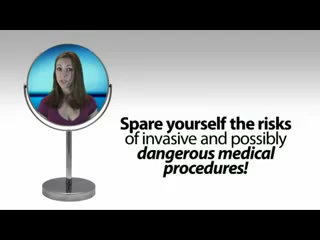 Spare yourself the risks
of invasive and possibly
dangerous medical
procedures!